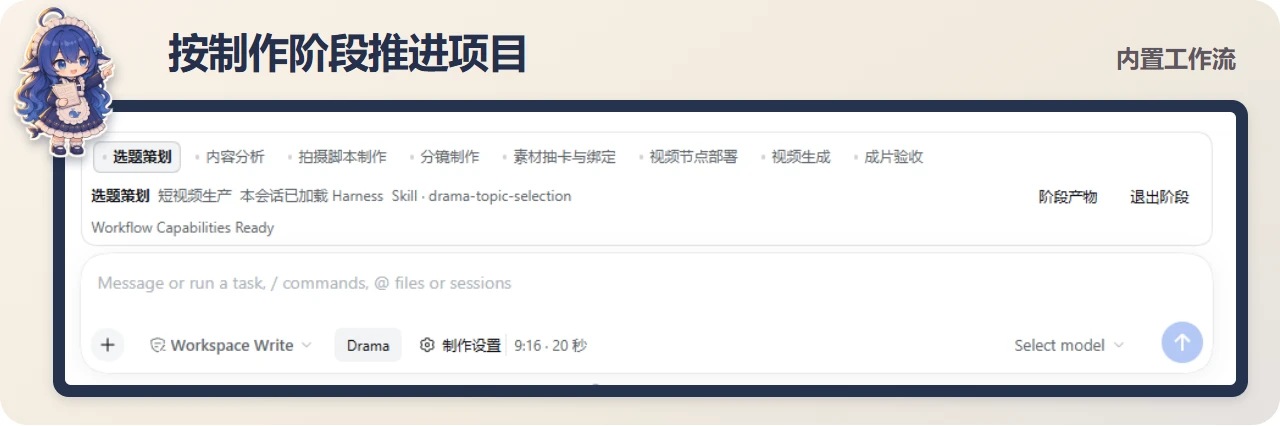 按制作阶段推进项目
内置工作流
选题策划 内容分析 拍摄脚本制作 分镜制作 素材抽卡与绑定 视频节点部署 视频生成 成片验收
选题策划 短视频生产 本会话已加载 Harness Skill · drama-topic-selection 阶段产物 退出阶段
Workflow Capabilities Ready
Message or run a task, / commands, @ files or sessions
Workspace Write Drama 制作设置 9:16 · 20 秒 Select model